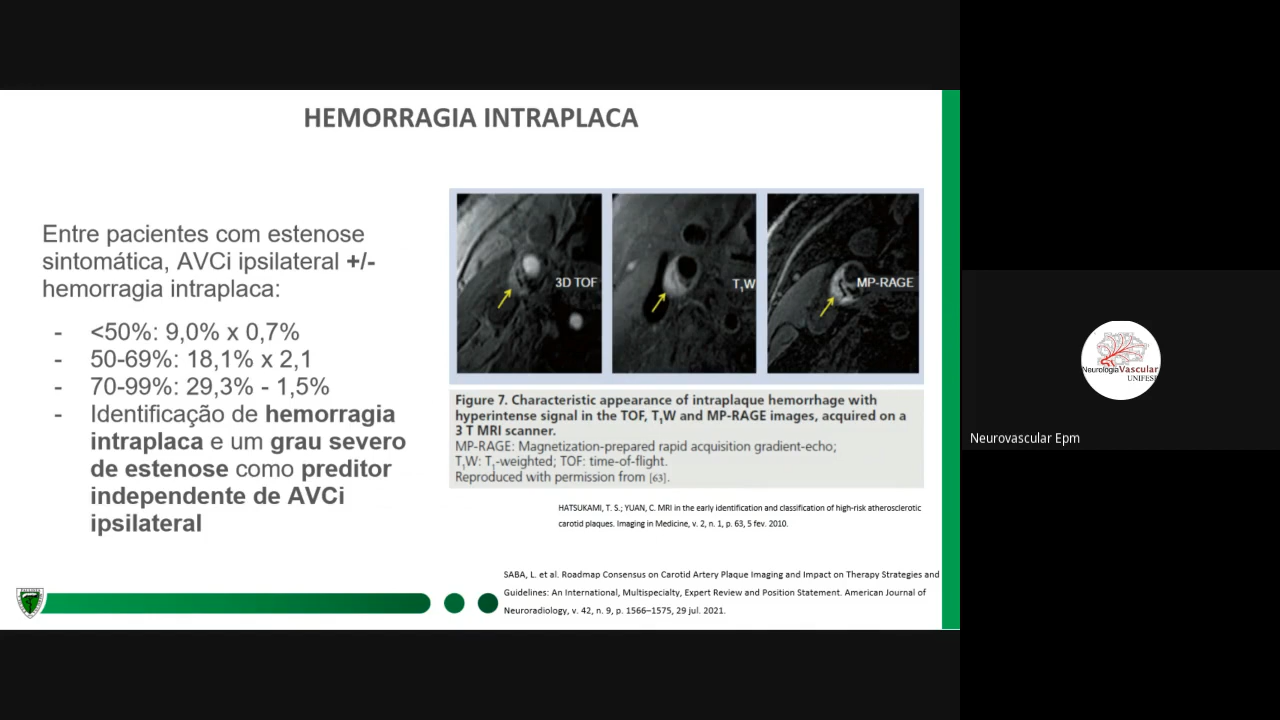 HEMORRAGIA INTRAPLACA
Entre pacientes com estenose
sintomática, AVCi ipsilateral +/-
hemorragia intraplaca:
- <50%: 9,0% x 0,7%
- 50-69%: 18,1% x 2,1
- 70-99%: 29,3% - 1,5%
- Identificação de hemorragia
intraplaca e um grau severo
de estenose como preditor
independente de AVCi
ipsilateral
3D TOF
T₁W
MP-RAGE
Figure 7. Characteristic appearance of intraplaque hemorrhage with
hyperintense signal in the TOF, T₁W and MP-RAGE images, acquired on a
3 T MRI scanner.
MP-RAGE: Magnetization-prepared rapid acquisition gradient-echo;
T₁W: T₁-weighted; TOF: time-of-flight.
Reproduced with permission from [63].
HATSUKAMI, T. S.; YUAN, C. MRI in the early identification and classification of high-risk atherosclerotic
carotid plaques. Imaging in Medicine, v. 2, n. 1, p. 63, 5 fev. 2010.
SABA, L. et al. Roadmap Consensus on Carotid Artery Plaque Imaging and Impact on Therapy Strategies and
Guidelines: An International, Multispecialty, Expert Review and Position Statement. American Journal of
Neuroradiology, v. 42, n. 9, p. 1566–1575, 29 jul. 2021.
NeurologiaVascular
UNIFESP
Neurovascular Epm